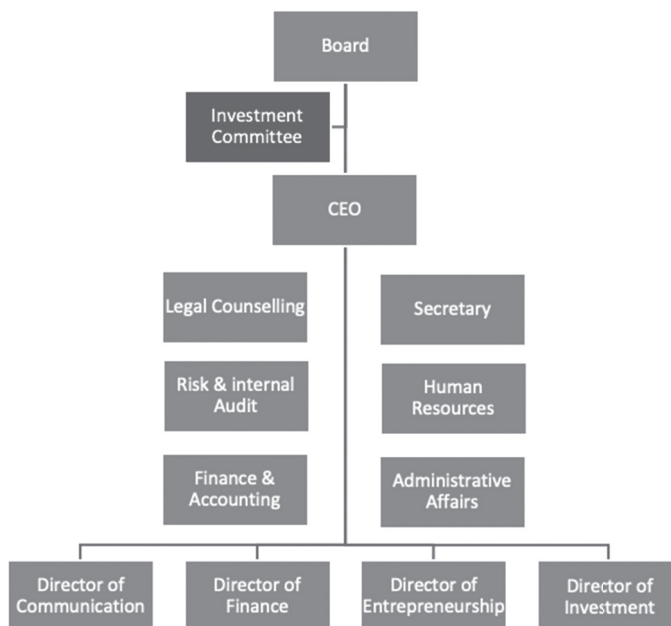 Board
Investment
Committee
CEO
Legal Counselling
Secretary
Risk & internal
Audit
Human
Resources
Finance &
Accounting
Administrative
Affairs
Director of
Communication
Director of
Finance
Director of
Entrepreneurship
Director of
Investment